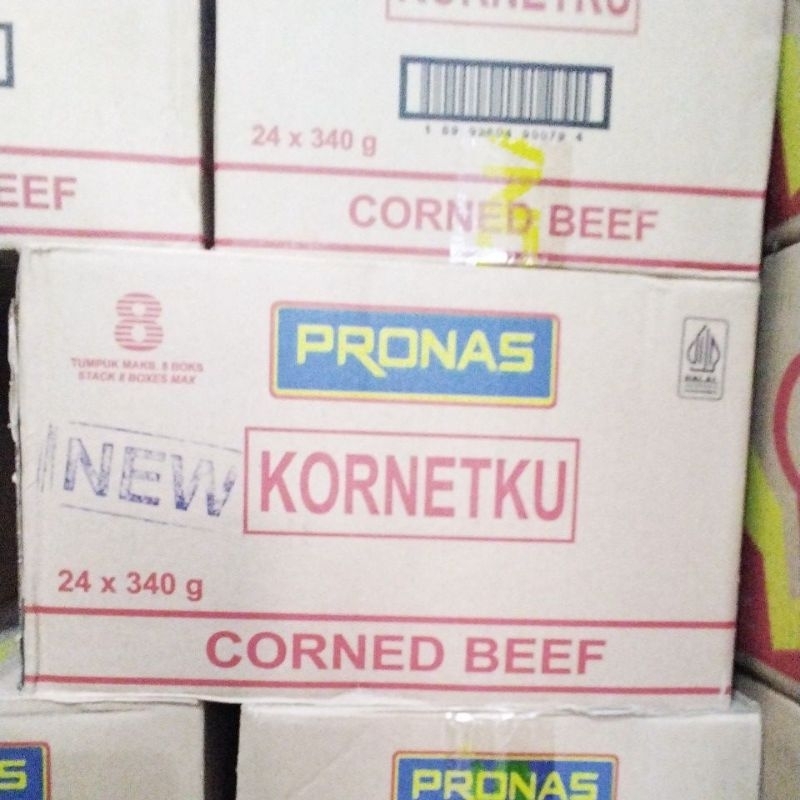 KORNETKU
24 x 340 g
EEF
CORNED BEEF
8
TUMPUK MAKS. 8 BOKS
STACK 8 BOXES MAX
PRONAS
HALAL
NEW
KORNETKU
24 x 340 g
CORNED BEEF
S
PRONAS